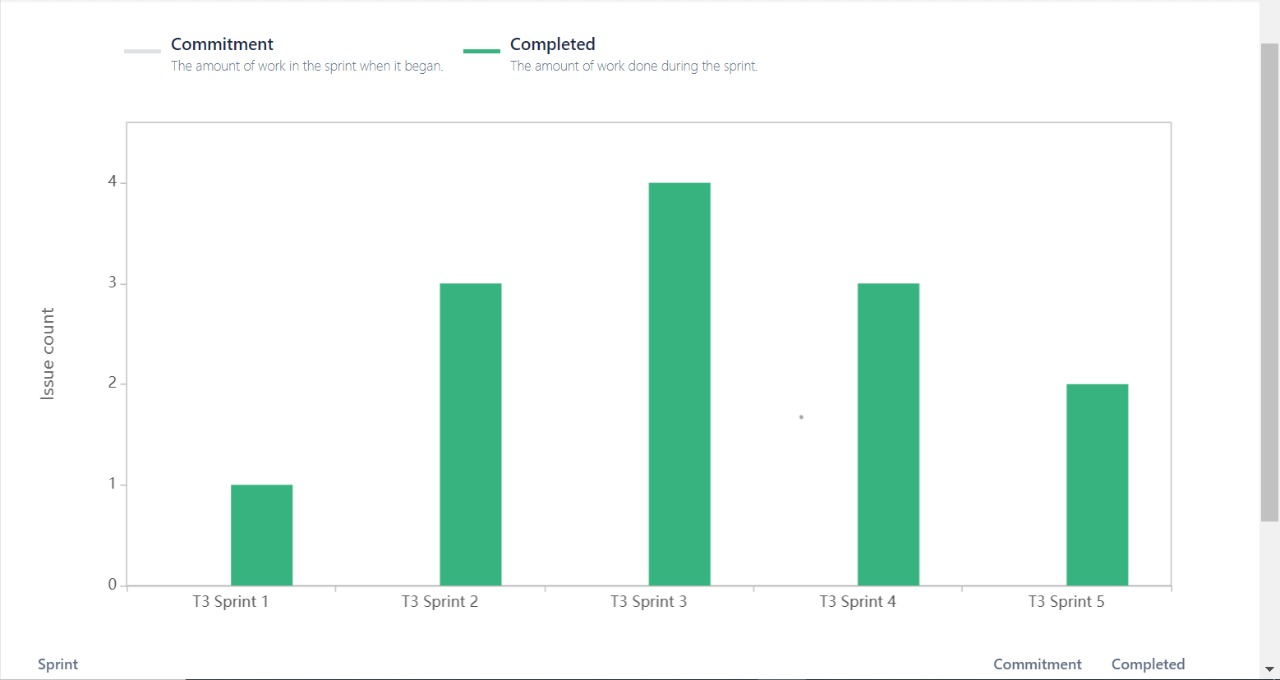 Commitment
The amount of work in the sprint when it began.
Completed
The amount of work done during the sprint.
Issue count
4
3
2
1
0
T3 Sprint 1 T3 Sprint 2 T3 Sprint 3 T3 Sprint 4 T3 Sprint 5
Sprint Commitment Completed